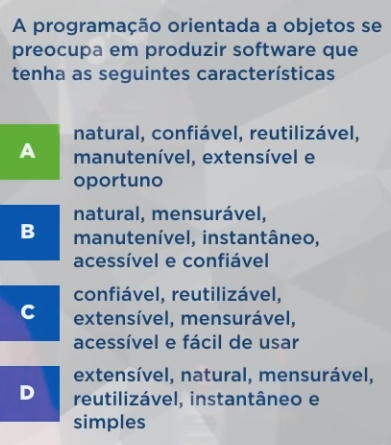 A programação orientada a objetos se
preocupa em produzir software que
tenha as seguintes características
A
natural, confiável, reutilizável,
manutenível, extensível e
oportuno
B
natural, mensurável,
manutenível, instantâneo,
acessível e confiável
C
confiável, reutilizável,
extensível, mensurável,
acessível e fácil de usar
D
extensível, natural, mensurável,
reutilizável, instantâneo e
simples